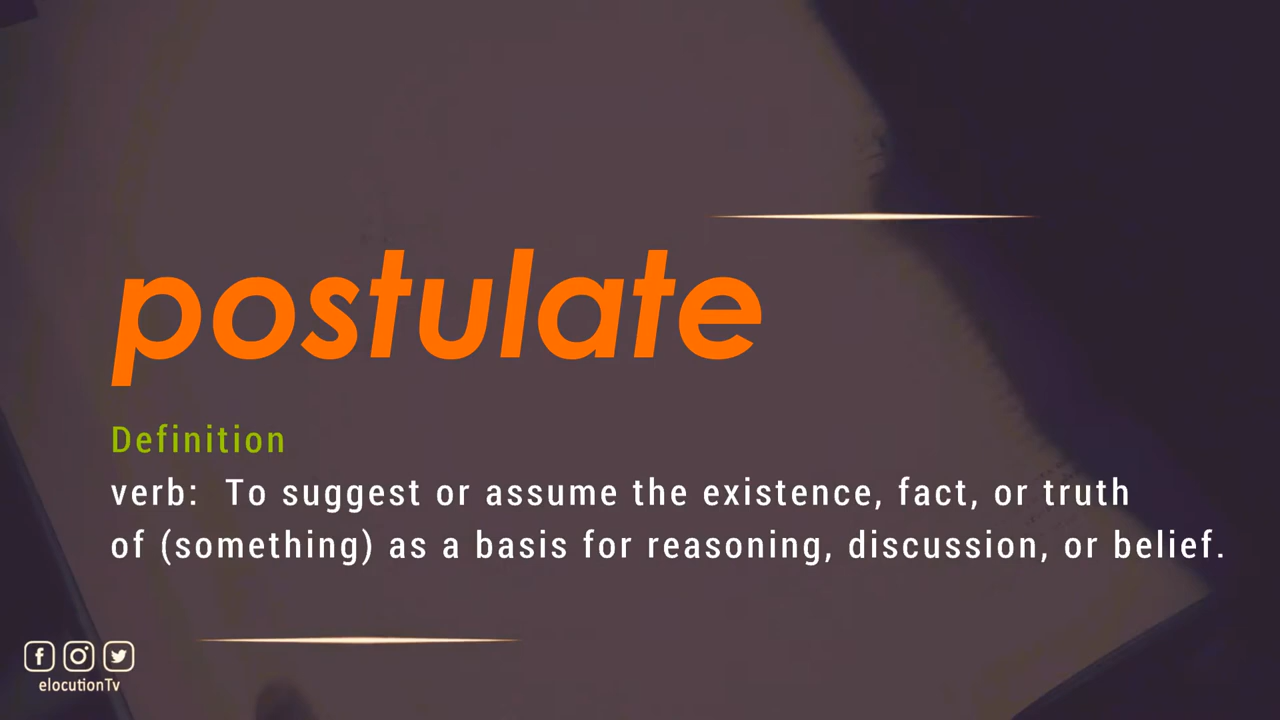 postulate
Definition
verb: To suggest or assume the existence, fact, or truth
of (something) as a basis for reasoning, discussion, or belief.
elocutionTv